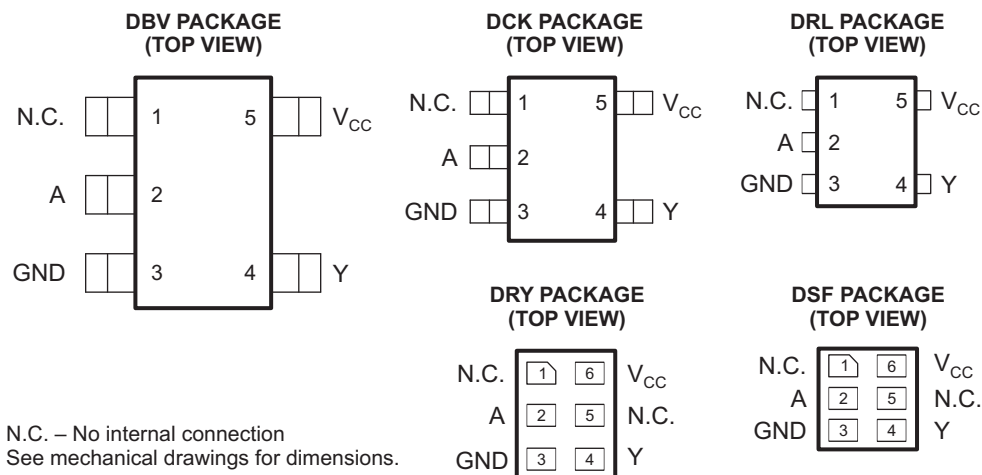 DBV PACKAGE
(TOP VIEW)
N.C. 1 5 VCC
A 2
GND 3 4 Y
DCK PACKAGE
(TOP VIEW)
N.C. 1 5 VCC
A 2
GND 3 4 Y
DRL PACKAGE
(TOP VIEW)
N.C. 1 5 VCC
A 2
GND 3 4 Y
DRY PACKAGE
(TOP VIEW)
N.C. 1 6 VCC
A 2 5 N.C.
GND 3 4 Y
DSF PACKAGE
(TOP VIEW)
N.C. 1 6 VCC
A 2 5 N.C.
GND 3 4 Y
N.C. – No internal connection
See mechanical drawings for dimensions.